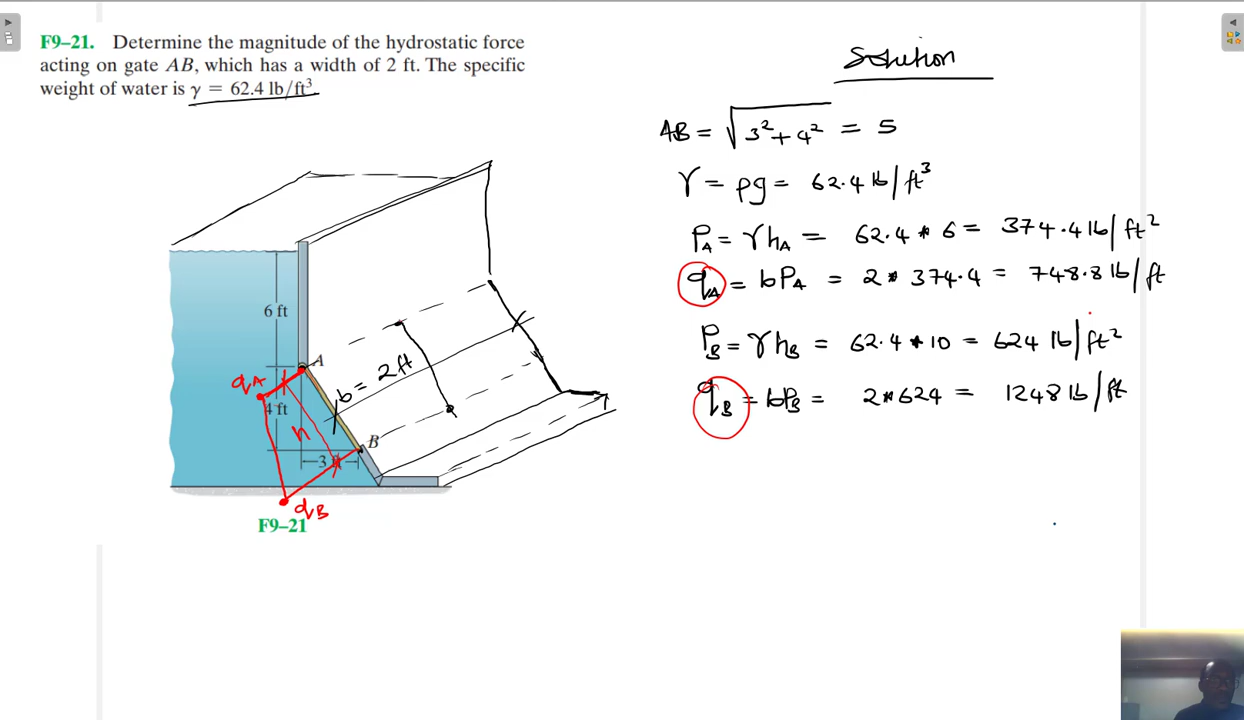 F9–21. Determine the magnitude of the hydrostatic force
acting on gate AB, which has a width of 2 ft. The specific
weight of water is γ = 62.4 lb/ft³.
Solution
AB = √3²+4² = 5
γ = ρg = 62.4 lb/ft³
P_A = γh_A = 62.4 * 6 = 374.4 lb/ft²
q_A = bP_A = 2 * 374.4 = 748.8 lb/ft
P_B = γh_B = 62.4 * 10 = 624 lb/ft²
q_B = bP_B = 2*624 = 1248 lb/ft
6 ft
A
q_A
b = 2ft
4 ft
h
B
3 ft
q_B
F9–21